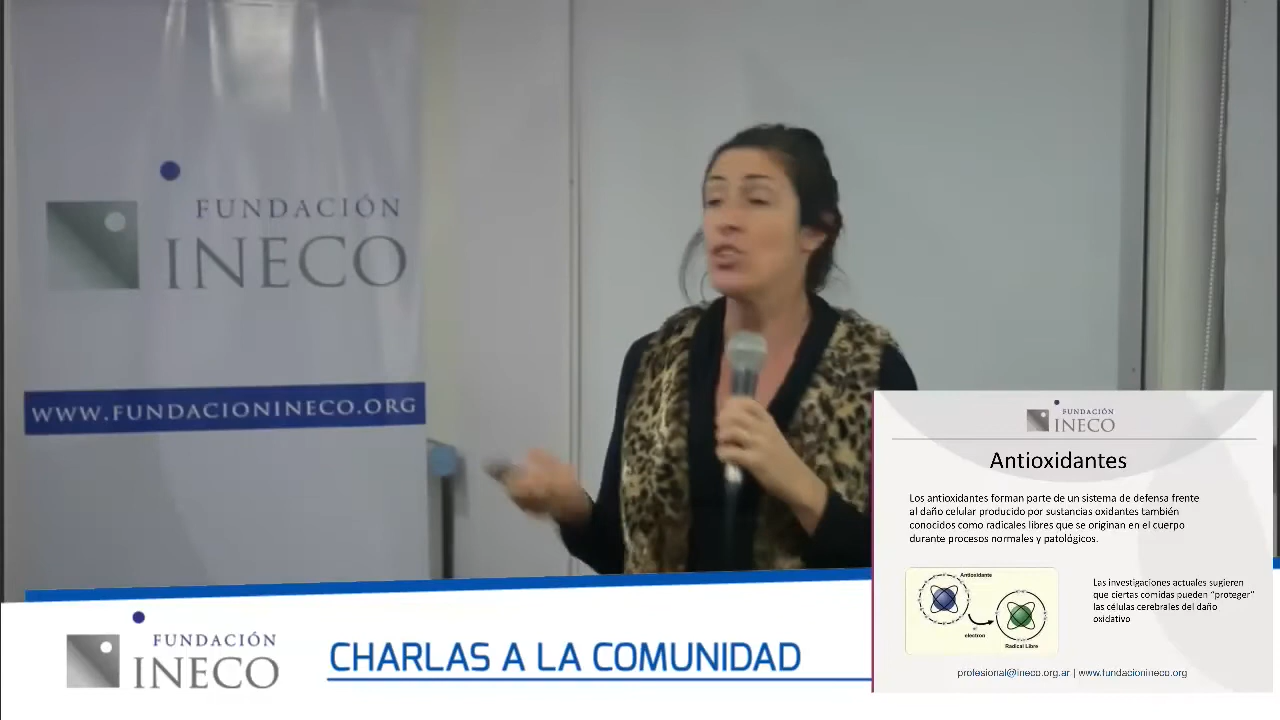 FUNDACIÓN
INECO
WWW.FUNDACIONINECO.ORG
FUNDACIÓN
INECO
CHARLAS A LA COMUNIDAD
FUNDACIÓN
INECO
Antioxidantes
Los antioxidantes forman parte de un sistema de defensa frente
al daño celular producido por sustancias oxidantes también
conocidos como radicales libres que se originan en el cuerpo
durante procesos normales y patológicos.
Antioxidante
electron
Radical Libre
Las investigaciones actuales sugieren
que ciertas comidas pueden "proteger"
las células cerebrales del daño
oxidativo
profesional@ineco.org.ar | www.fundacionineco.org